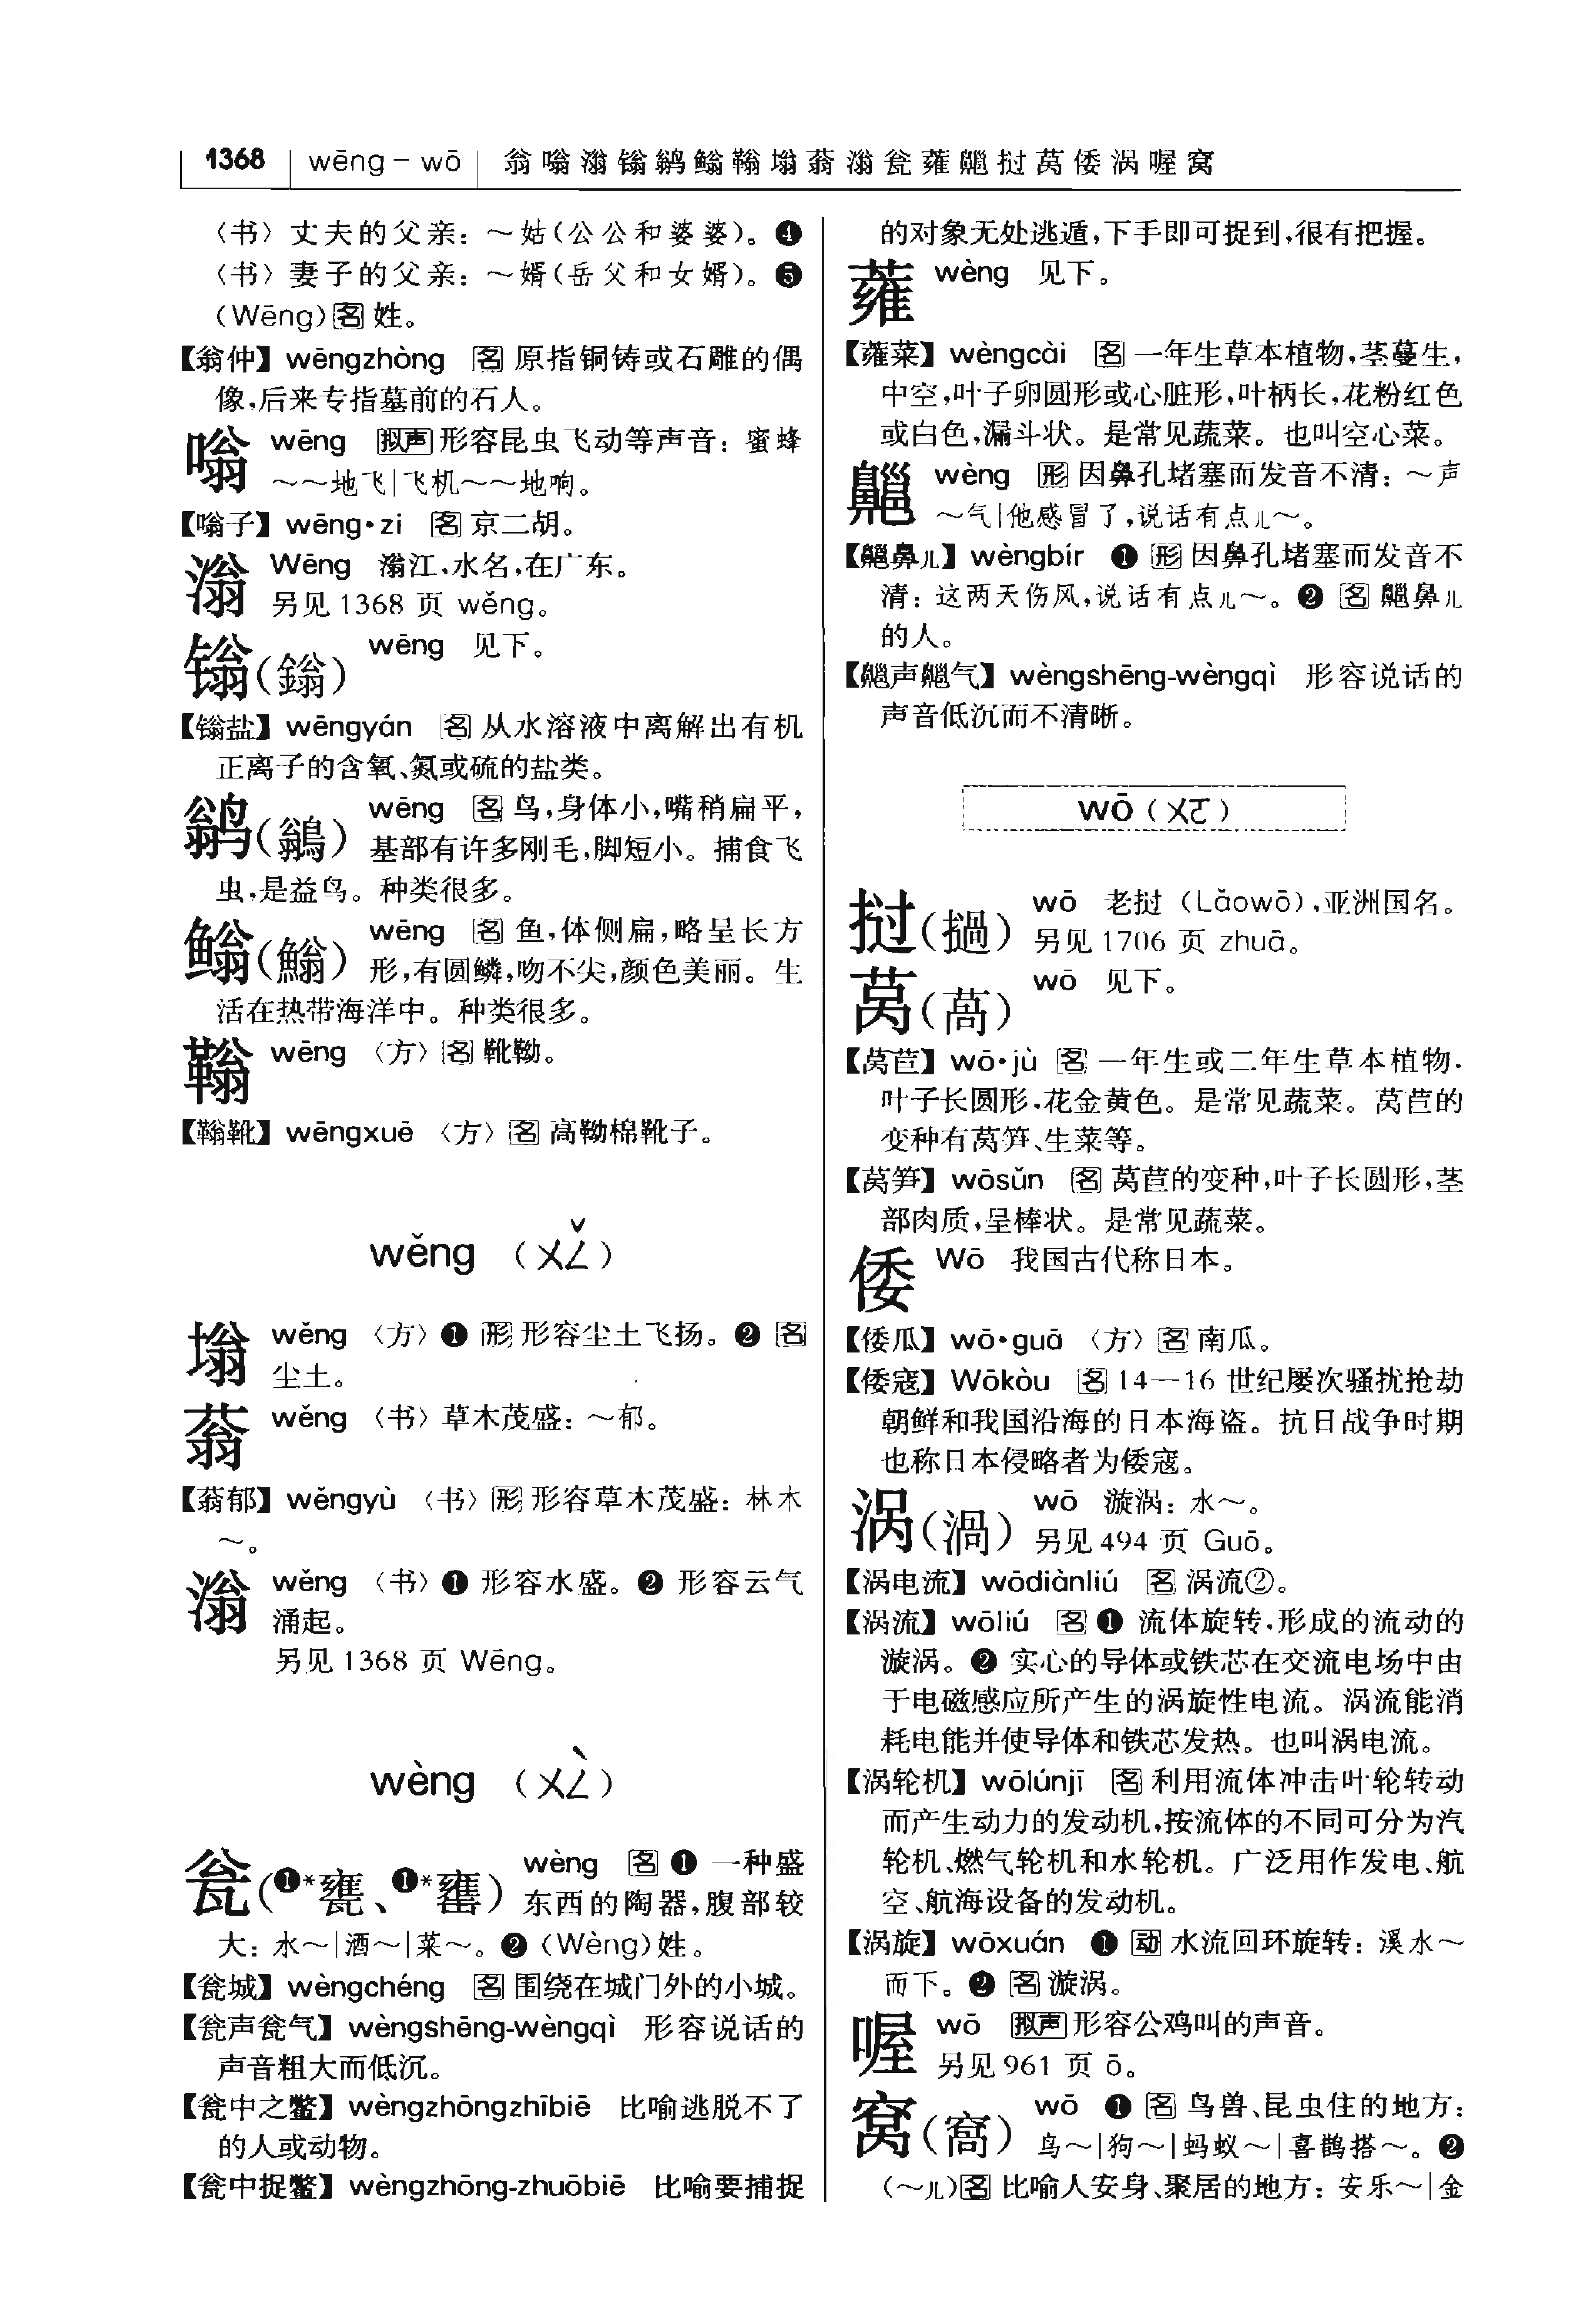 1368 wēng – wō 翁嗡滃𬭩鹟鰯鞥塕蓊滃瓮蕹齆挝莴倭涡喔窝
〈书〉丈夫的父亲：～姑（公公和婆婆）。❹
〈书〉妻子的父亲：～婿（岳父和女婿）。❺
（Wēng）名 姓。
【翁仲】wēngzhòng 名 原指铜铸或石雕的偶
像，后来专指墓前的石人。
嗡 wēng 拟声 形容昆虫飞动等声音：蜜蜂
～～地飞|飞机～～地响。
【嗡子】wēng•zi 名 京二胡。
滃 Wēng 滃江，水名，在广东。
另见 1368 页 wěng。
𬭩（鎓） wēng 见下。
【𬭩盐】wēngyán 名 从水溶液中离解出有机
正离子的含氧、氮或硫的盐类。
鹟（鶲） wēng 名 鸟，身体小，嘴稍扁平，
基部有许多刚毛，脚短小。捕食飞
虫，是益鸟。种类很多。
wēng 名 鱼，体侧扁，略呈长方
形，有圆鳞，吻不尖，颜色美丽。生
活在热带海洋中。种类很多。
wēng 〈方〉名 靴靿。
wēngxuē 〈方〉名 高靿棉靴子。
wěng （ㄨㄥˇ）
塕 wěng 〈方〉❶ 形 形容尘土飞扬。❷ 名
尘土。
蓊 wěng 〈书〉草木茂盛：～郁。
【蓊郁】wěngyù 〈书〉形 形容草木茂盛：林木
～。
滃 wěng 〈书〉❶ 形容水盛。❷ 形容云气
涌起。
另见 1368 页 Wēng。
wèng （ㄨㄥˋ）
瓮（❶*甕、❶*罋） wèng 名 ❶ 一种盛
东西的陶器，腹部较
大：水～|酒～|菜～。❷（Wèng）姓。
【瓮城】wèngchéng 名 围绕在城门外的小城。
【瓮声瓮气】wèngshēng-wèngqì 形容说话的
声音粗大而低沉。
【瓮中之鳖】wèngzhōngzhībiē 比喻逃脱不了
的人或动物。
【瓮中捉鳖】wèngzhōng-zhuōbiē 比喻要捕捉
的对象无处逃遁，下手即可捉到，很有把握。
蕹 wèng 见下。
【蕹菜】wèngcài 名 一年生草本植物，茎蔓生，
中空，叶子卵圆形或心脏形，叶柄长，花粉红色
或白色，漏斗状。是常见蔬菜。也叫空心菜。
齆 wèng 形 因鼻孔堵塞而发音不清：～声
～气|他感冒了，说话有点儿～。
【齆鼻儿】wèngbír ❶ 形 因鼻孔堵塞而发音不
清：这两天伤风，说话有点儿～。❷ 名 齆鼻儿
的人。
【齆声齆气】wèngshēng-wèngqì 形容说话的
声音低沉而不清晰。
wō（ㄨㄛ）
挝（撾） wō 老挝（Lǎowō），亚洲国名。
另见 1706 页 zhuā。
莴（萵） wō 见下。
【莴苣】wō•jù 名 一年生或二年生草本植物，
叶子长圆形，花金黄色。是常见蔬菜。莴苣的
变种有莴笋、生菜等。
【莴笋】wōsǔn 名 莴苣的变种，叶子长圆形，茎
部肉质，呈棒状。是常见蔬菜。
倭 Wō 我国古代称日本。
【倭瓜】wō•guā 〈方〉名 南瓜。
【倭寇】Wōkòu 名 14—16 世纪屡次骚扰抢劫
朝鲜和我国沿海的日本海盗。抗日战争时期
也称日本侵略者为倭寇。
涡（渦） wō 漩涡：水～。
另见 494 页 Guō。
【涡电流】wōdiànliú 名 涡流②。
【涡流】wōliú 名 ❶ 流体旋转，形成的流动的
漩涡。❷ 实心的导体或铁芯在交流电场中由
于电磁感应所产生的涡旋性电流。涡流能消
耗电能并使导体和铁芯发热。也叫涡电流。
【涡轮机】wōlúnjī 名 利用流体冲击叶轮转动
而产生动力的发动机，按流体的不同可分为汽
轮机、燃气轮机和水轮机。广泛用作发电、航
空、航海设备的发动机。
【涡旋】wōxuán ❶ 动 水流回环旋转：溪水～
而下。❷ 名 漩涡。
喔 wō 拟声 形容公鸡叫的声音。
另见 961 页 ō。
窝（窩） wō ❶ 名 鸟兽、昆虫住的地方：
鸟～|狗～|蚂蚁～|喜鹊搭～。❷
（～儿）名 比喻人安身、聚居的地方：安乐～|金